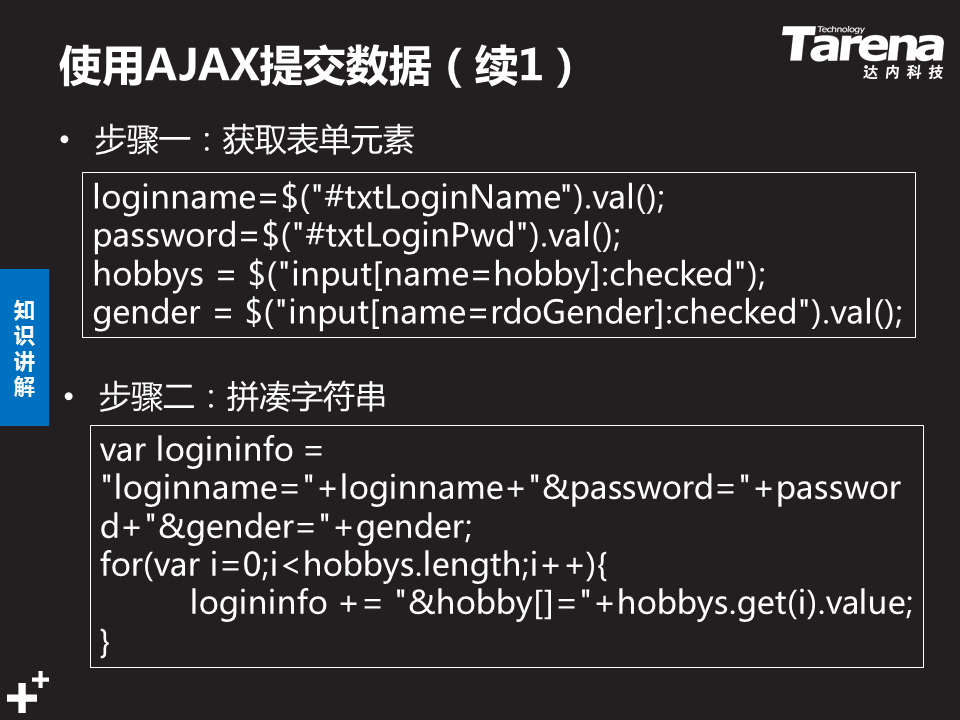 使用AJAX提交数据（续1）
Technology
Tarena
达内科技
• 步骤一：获取表单元素
loginname=$("#txtLoginName").val();
password=$("#txtLoginPwd").val();
hobbys = $("input[name=hobby]:checked");
gender = $("input[name=rdoGender]:checked").val();
知
识
讲
解
• 步骤二：拼凑字符串
var logininfo =
"loginname="+loginname+"&password="+passwor
d+"&gender="+gender;
for(var i=0;i<hobbys.length;i++){
logininfo += "&hobby[]="+hobbys.get(i).value;
}